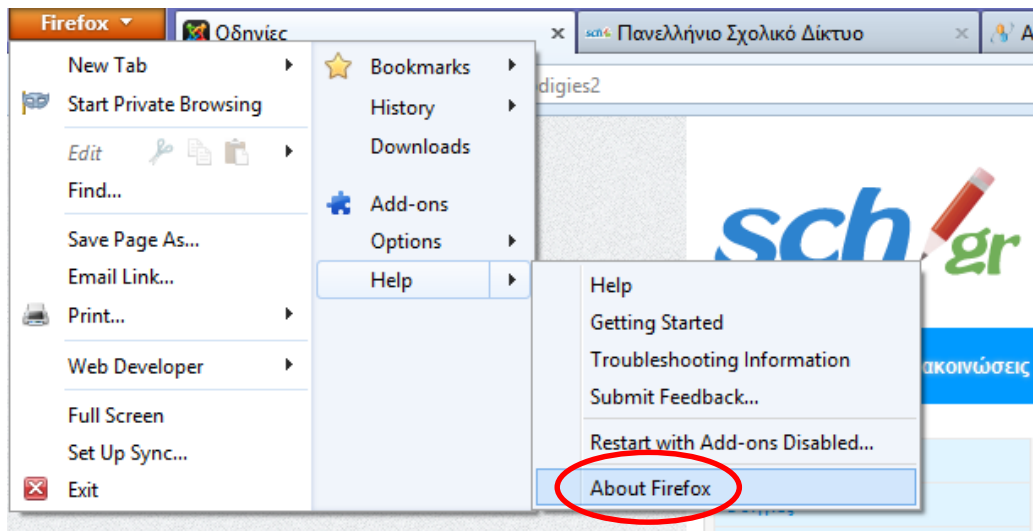 Firefox
Οδηγίες
Πανελλήνιο Σχολικό Δίκτυο
New Tab
Start Private Browsing
Edit
Find...
Save Page As...
Email Link...
Print...
Web Developer
Full Screen
Set Up Sync...
Exit
Bookmarks
History
Downloads
Add-ons
Options
Help
digies2
sch gr
ακοινώσεις
Help
Getting Started
Troubleshooting Information
Submit Feedback...
Restart with Add-ons Disabled...
About Firefox